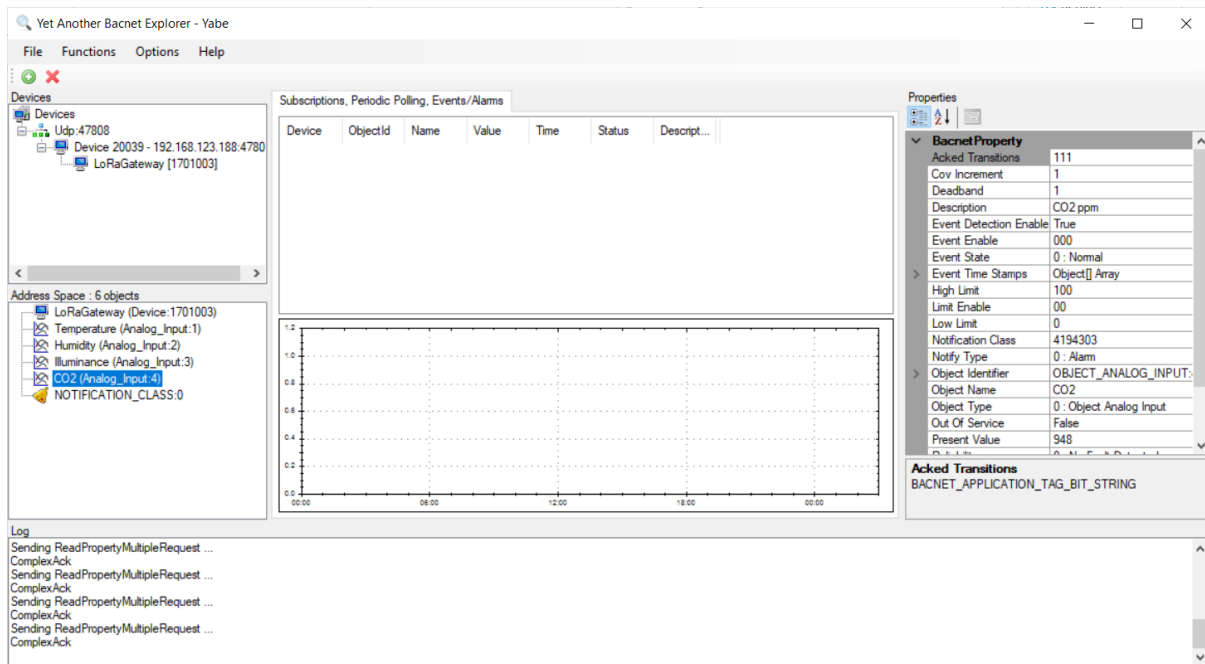 Yet Another Bacnet Explorer - Yabe
File Functions Options Help
Devices
Devices
Udp:47808
Device 20039 - 192.168.123.188:4780
LoRaGateway [1701003]
Address Space : 6 objects
LoRaGateway (Device:1701003)
Temperature (Analog_Input:1)
Humidity (Analog_Input:2)
Illuminance (Analog_Input:3)
CO2 (Analog_Input:4)
NOTIFICATION_CLASS:0
Subscriptions, Periodic Polling, Events/Alarms
Device ObjectId Name Value Time Status Descript...
1.2
1.0
0.8
0.6
0.4
0.2
0.0
00:00 06:00 12:00 18:00 00:00
Properties
BacnetProperty
Acked Transitions 111
Cov Increment 1
Deadband 1
Description CO2 ppm
Event Detection Enable True
Event Enable 000
Event State 0 : Normal
Event Time Stamps Object[] Array
High Limit 100
Limit Enable 00
Low Limit 0
Notification Class 4194303
Notify Type 0 : Alarm
Object Identifier OBJECT_ANALOG_INPUT:
Object Name CO2
Object Type 0 : Object Analog Input
Out Of Service False
Present Value 948
Acked Transitions
BACNET_APPLICATION_TAG_BIT_STRING
Log
Sending ReadPropertyMultipleRequest ...
ComplexAck
Sending ReadPropertyMultipleRequest ...
ComplexAck
Sending ReadPropertyMultipleRequest ...
ComplexAck
Sending ReadPropertyMultipleRequest ...
ComplexAck